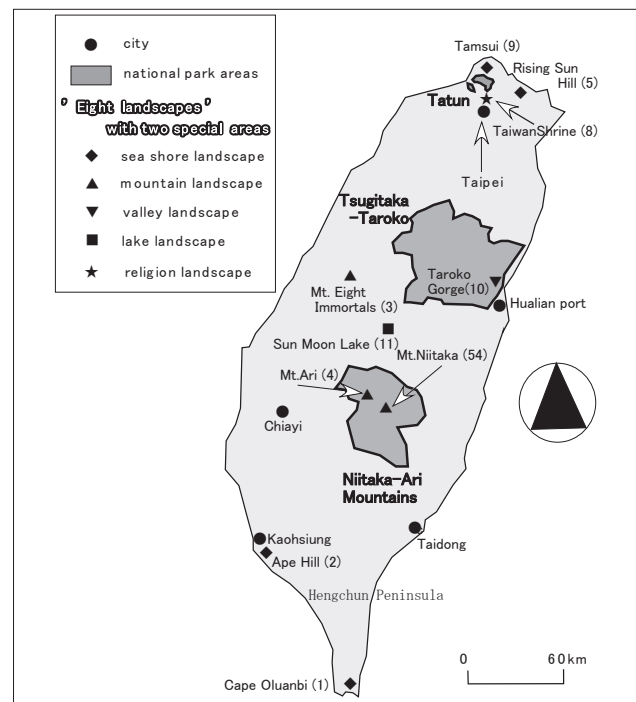 city
national park areas
’ Eight landscapes’
with two special areas
sea shore landscape
mountain landscape
valley landscape
lake landscape
religion landscape
Tamsui (9)
Rising Sun
Hill (5)
Tatun
TaiwanShrine (8)
Taipei
Tsugitaka
-Taroko
Taroko
Gorge(10)
Mt. Eight
Immortals (3)
Hualian port
Sun Moon Lake (11)
Mt.Niitaka (54)
Mt.Ari (4)
Chiayi
Niitaka-Ari
Mountains
Kaohsiung
Ape Hill (2)
Taidong
Hengchun Peninsula
Cape Oluanbi (1)
0 60km